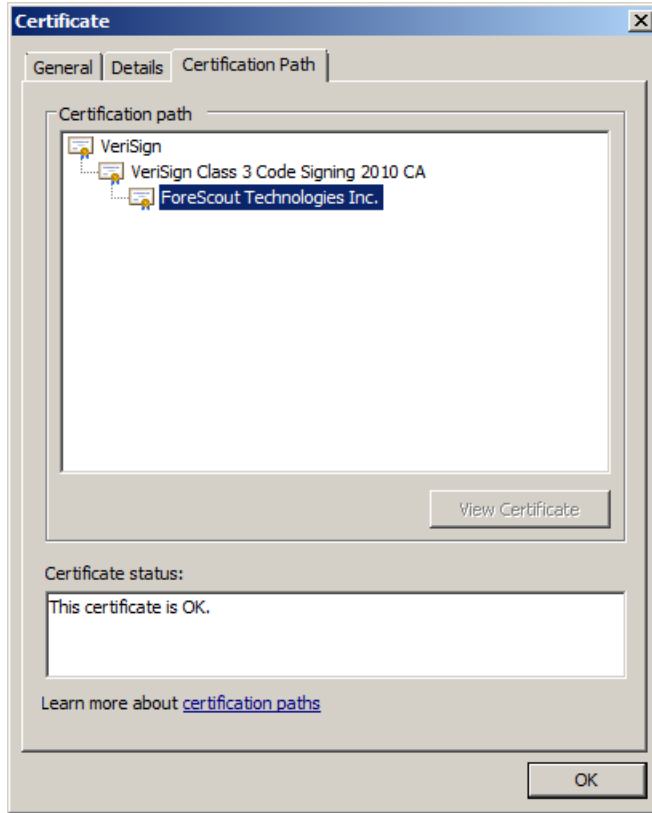 Certificate
General
Details
Certification Path
Certification path
VeriSign
VeriSign Class 3 Code Signing 2010 CA
ForeScout Technologies Inc.
View Certificate
Certificate status:
This certificate is OK.
Learn more about certification paths
OK